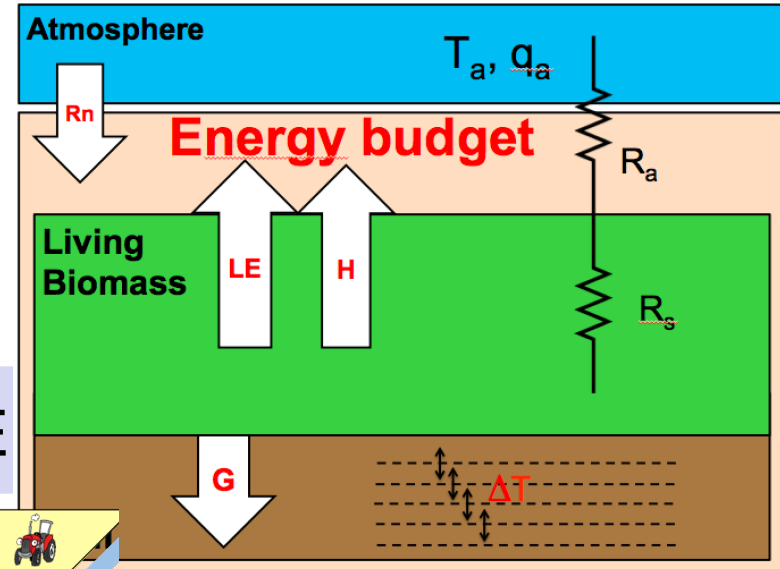 Atmosphere
Tₐ, qₐ
Rn
Energy budget
Rₐ
Living
Biomass
LE
H
Rₛ
G
ΔT